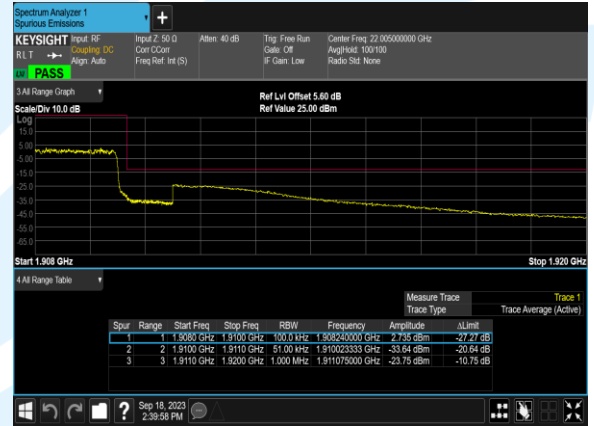 Spectrum Analyzer 1
Spurious Emissions
+
KEYSIGHT Input: RF Input Z: 50 Ω Atten: 40 dB Trig: Free Run Center Freq: 22.005000000 GHz
RLT Coupling: DC Corr CCorr Gate: Off Avg|Hold: 100/100
Align: Auto Freq Ref: Int (S) IF Gain: Low Radio Std: None
LXI PASS
3 All Range Graph
Ref Lvl Offset 5.60 dB
Scale/Div 10.0 dB Ref Value 25.00 dBm
Log
15.0
5.00
-5.00
-15.0
-25.0
-35.0
-45.0
-55.0
-65.0
Start 1.908 GHz Stop 1.920 GHz
4 All Range Table
Measure Trace Trace 1
Trace Type Trace Average (Active)
Spur Range Start Freq Stop Freq RBW Frequency Amplitude ΔLimit
1 1 1.9080 GHz 1.9100 GHz 100.0 kHz 1.908240000 GHz 2.735 dBm -27.27 dB
2 2 1.9100 GHz 1.9110 GHz 51.00 kHz 1.910023333 GHz -33.64 dBm -20.64 dB
3 3 1.9110 GHz 1.9200 GHz 1.000 MHz 1.911075000 GHz -23.75 dBm -10.75 dB
? Sep 18, 2023
2:39:58 PM